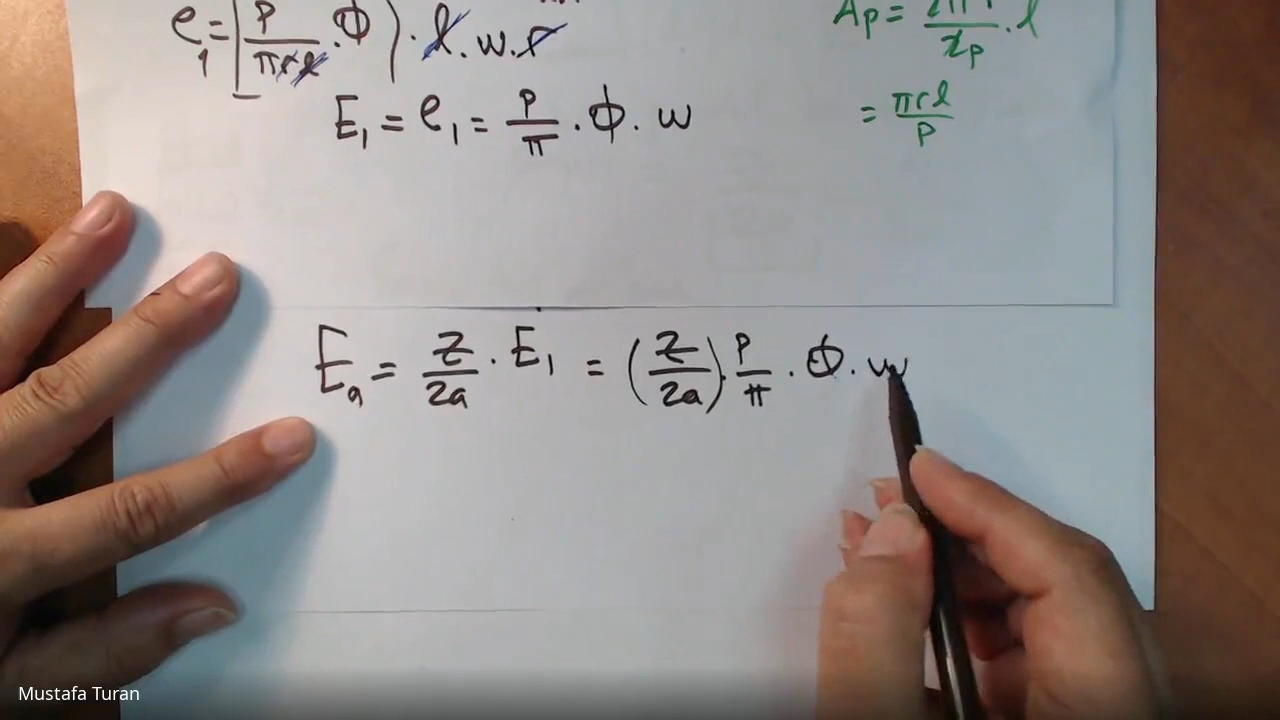 e₁ = [P/πrl . Φ) . l . w . r
Ap = 2πr/2p . l
= πrl/P
E₁ = e₁ = P/π . Φ . w
Ea = Z/2a . E₁ = (Z/2a) . P/π . Φ . w
Mustafa Turan